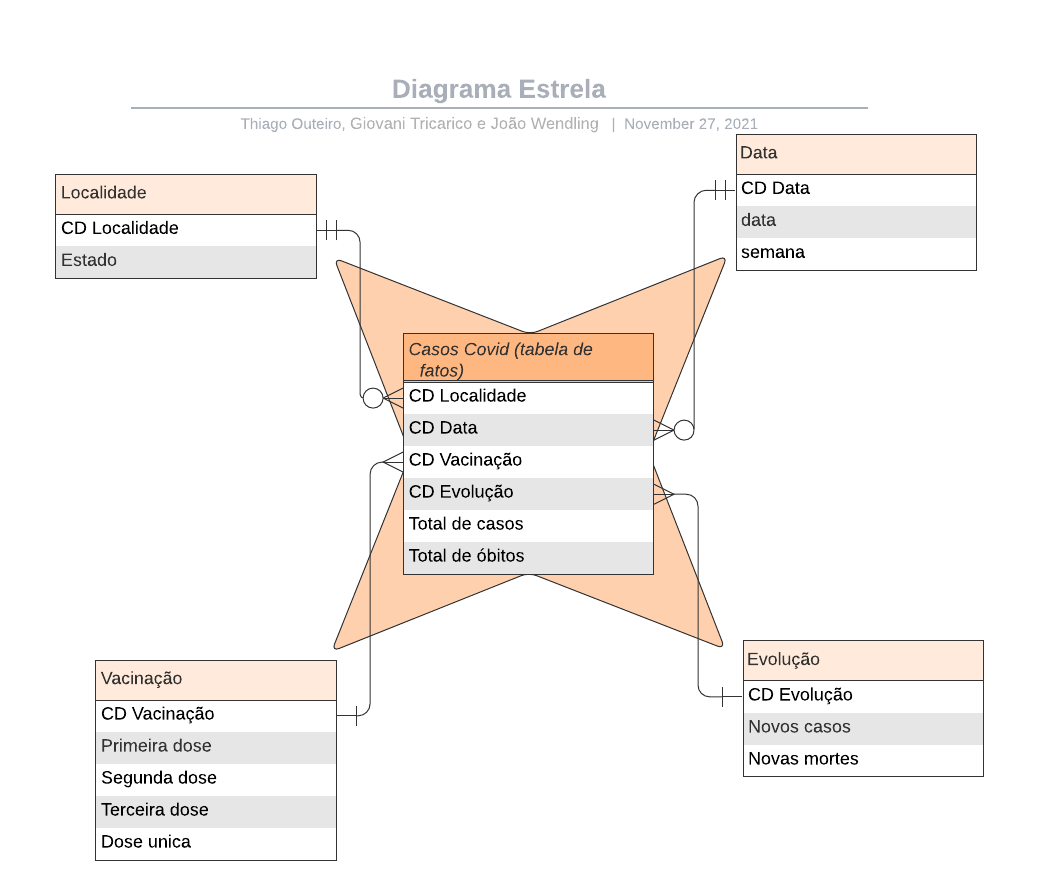 Diagrama Estrela
Thiago Outeiro, Giovani Tricarico e João Wendling | November 27, 2021
Localidade
CD Localidade
Estado
Data
CD Data
data
semana
Casos Covid (tabela de
fatos)
CD Localidade
CD Data
CD Vacinação
CD Evolução
Total de casos
Total de óbitos
Vacinação
CD Vacinação
Primeira dose
Segunda dose
Terceira dose
Dose unica
Evolução
CD Evolução
Novos casos
Novas mortes